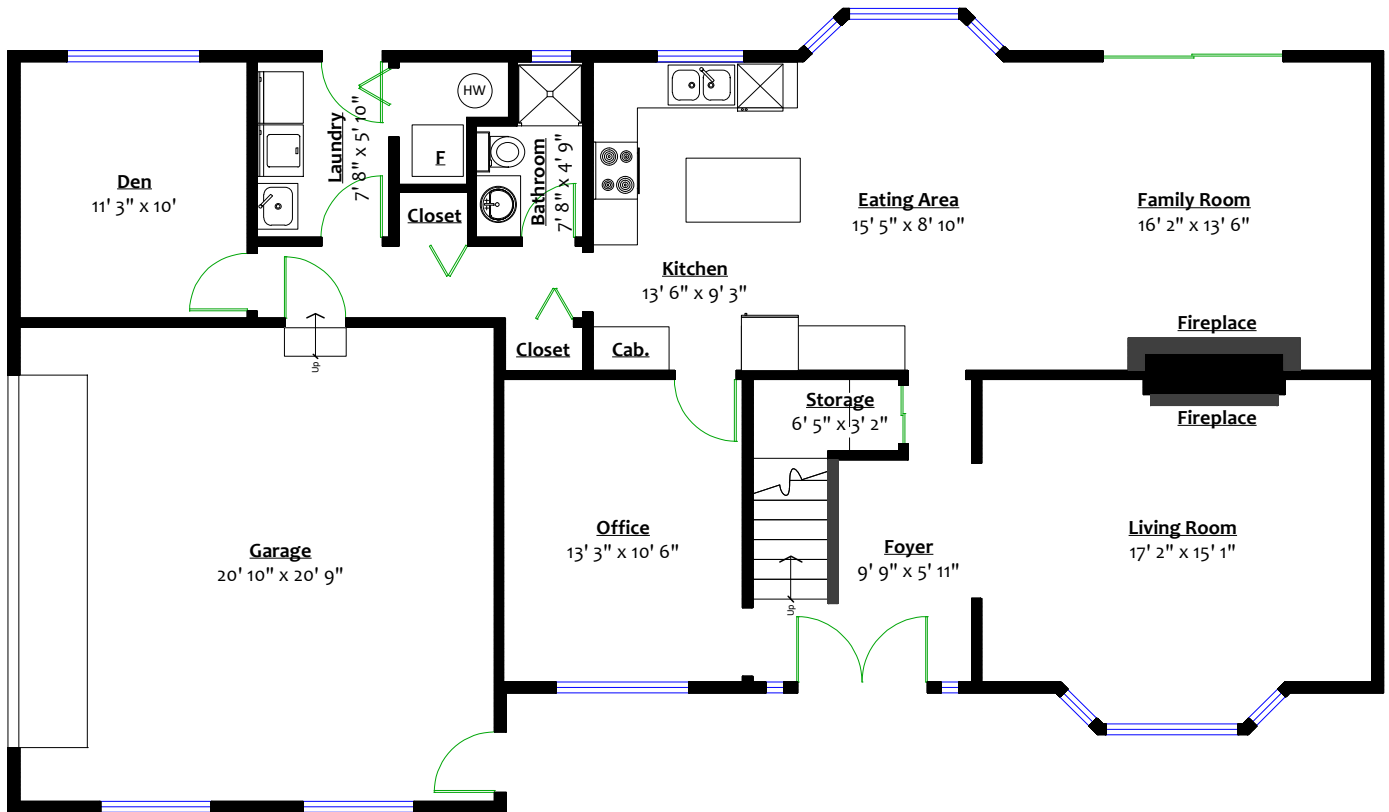 Den
11' 3" x 10'
Laundry
7' 8" x 5' 10"
HW
F
Closet
Bathroom
7' 8" x 4' 9"
Kitchen
13' 6" x 9' 3"
Eating Area
15' 5" x 8' 10"
Family Room
16' 2" x 13' 6"
Fireplace
Fireplace
Closet
Cab.
Up
Storage
6' 5" x 3' 2"
Garage
20' 10" x 20' 9"
Office
13' 3" x 10' 6"
Up
Foyer
9' 9" x 5' 11"
Living Room
17' 2" x 15' 1"